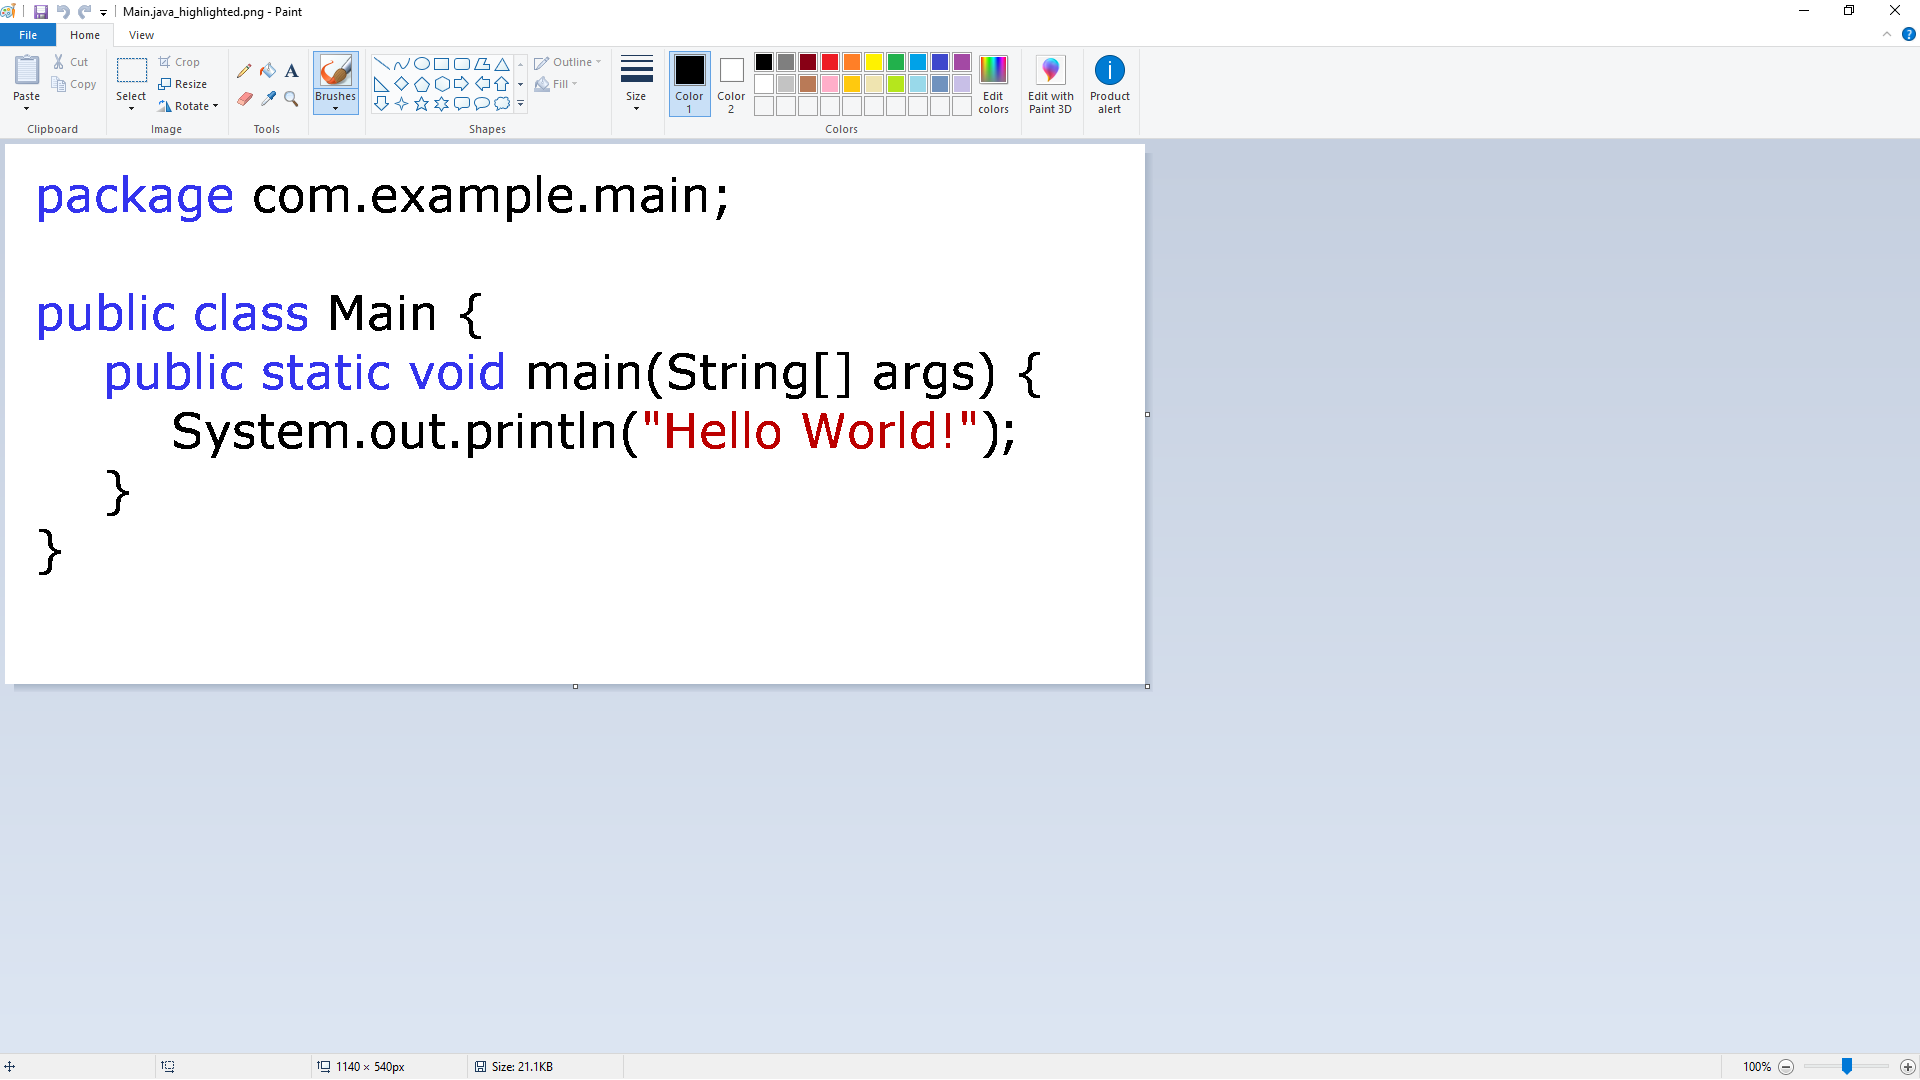 Main.java_highlighted.png - Paint
File Home View
Paste
Cut
Copy
Clipboard
Select
Crop
Resize
Rotate
Image
A
Tools
Brushes
Shapes
Outline
Fill
Size
Color 1
Color 2
Colors
Edit colors
Edit with Paint 3D
Product alert
package com.example.main;
public class Main {
    public static void main(String[] args) {
        System.out.println("Hello World!");
    }
}
1140 × 540px
Size: 21.1KB
100%